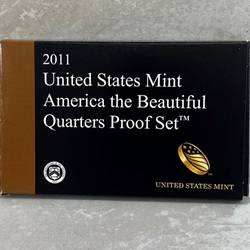 2011
United States Mint
America the Beautiful
Quarters Proof Set™
UNITED STATES MINT